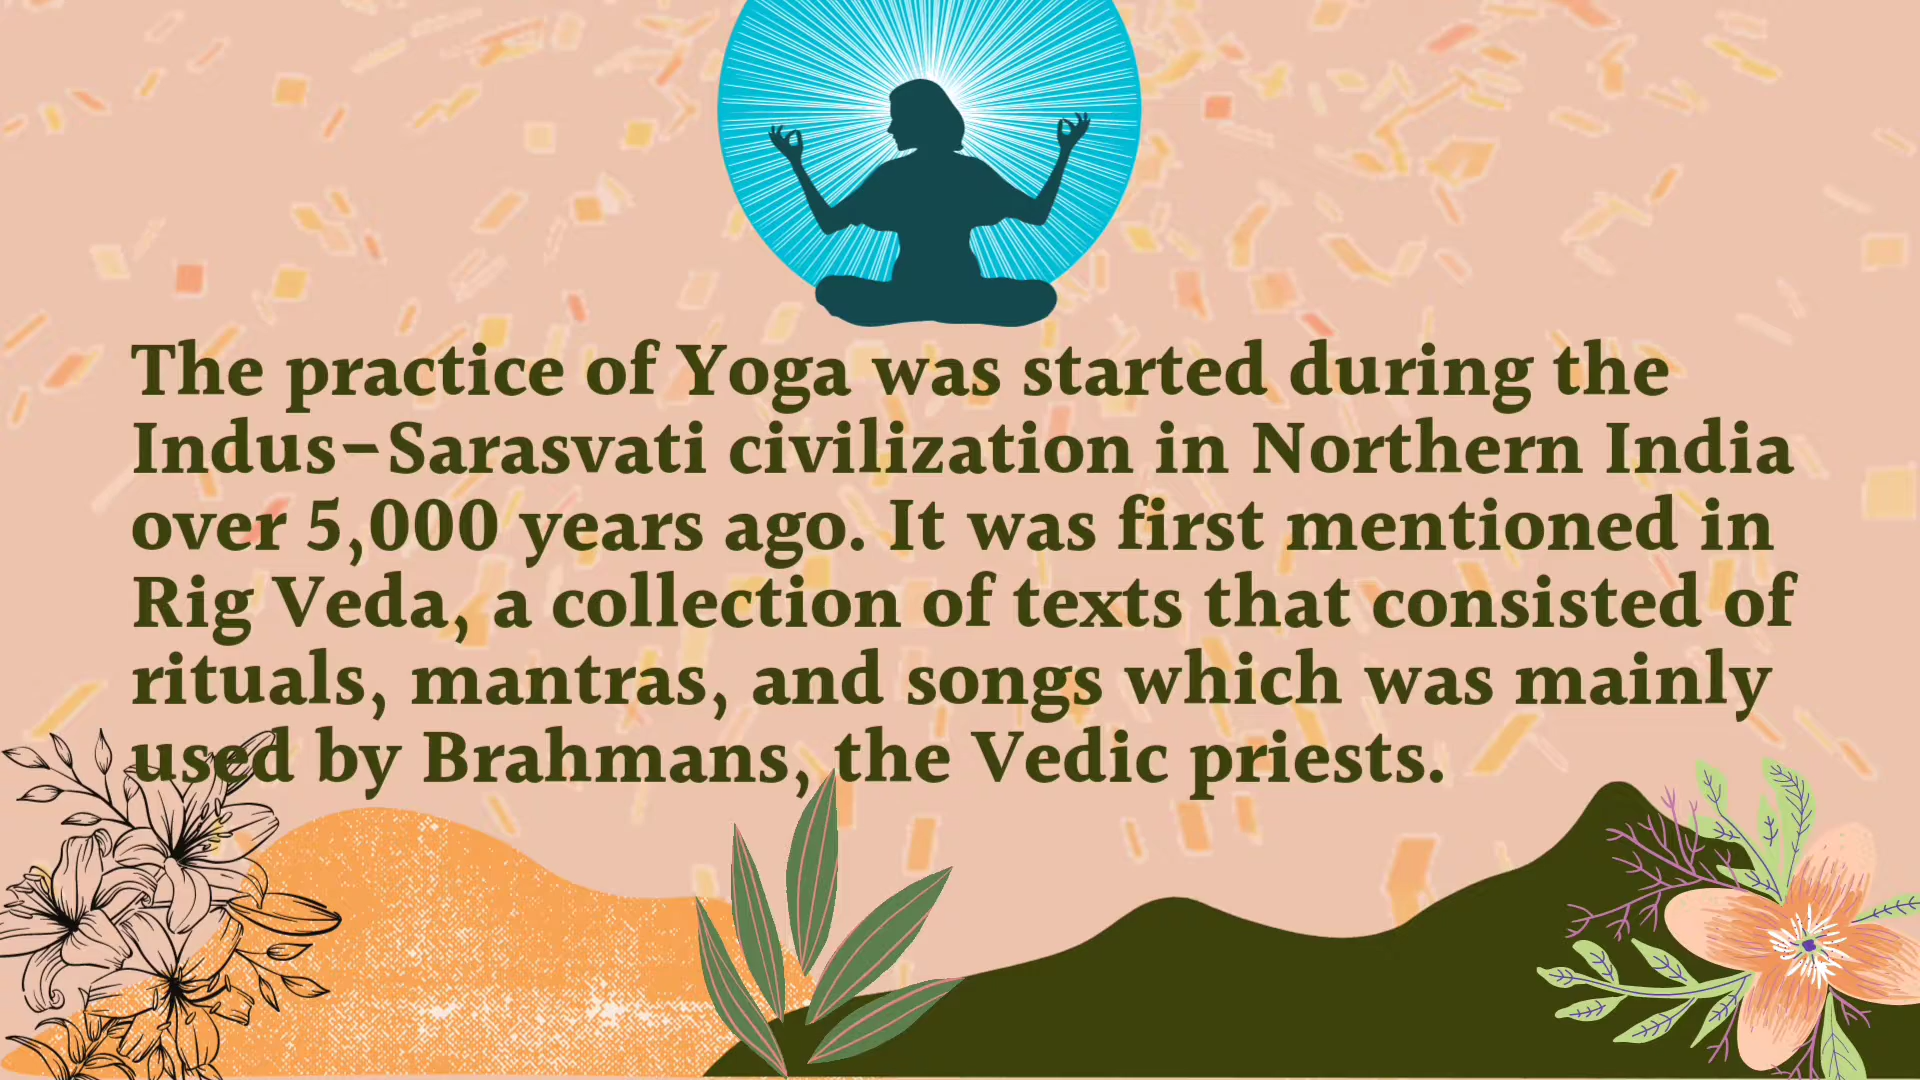 The practice of Yoga was started during the
Indus-Sarasvati civilization in Northern India
over 5,000 years ago. It was first mentioned in
Rig Veda, a collection of texts that consisted of
rituals, mantras, and songs which was mainly
used by Brahmans, the Vedic priests.